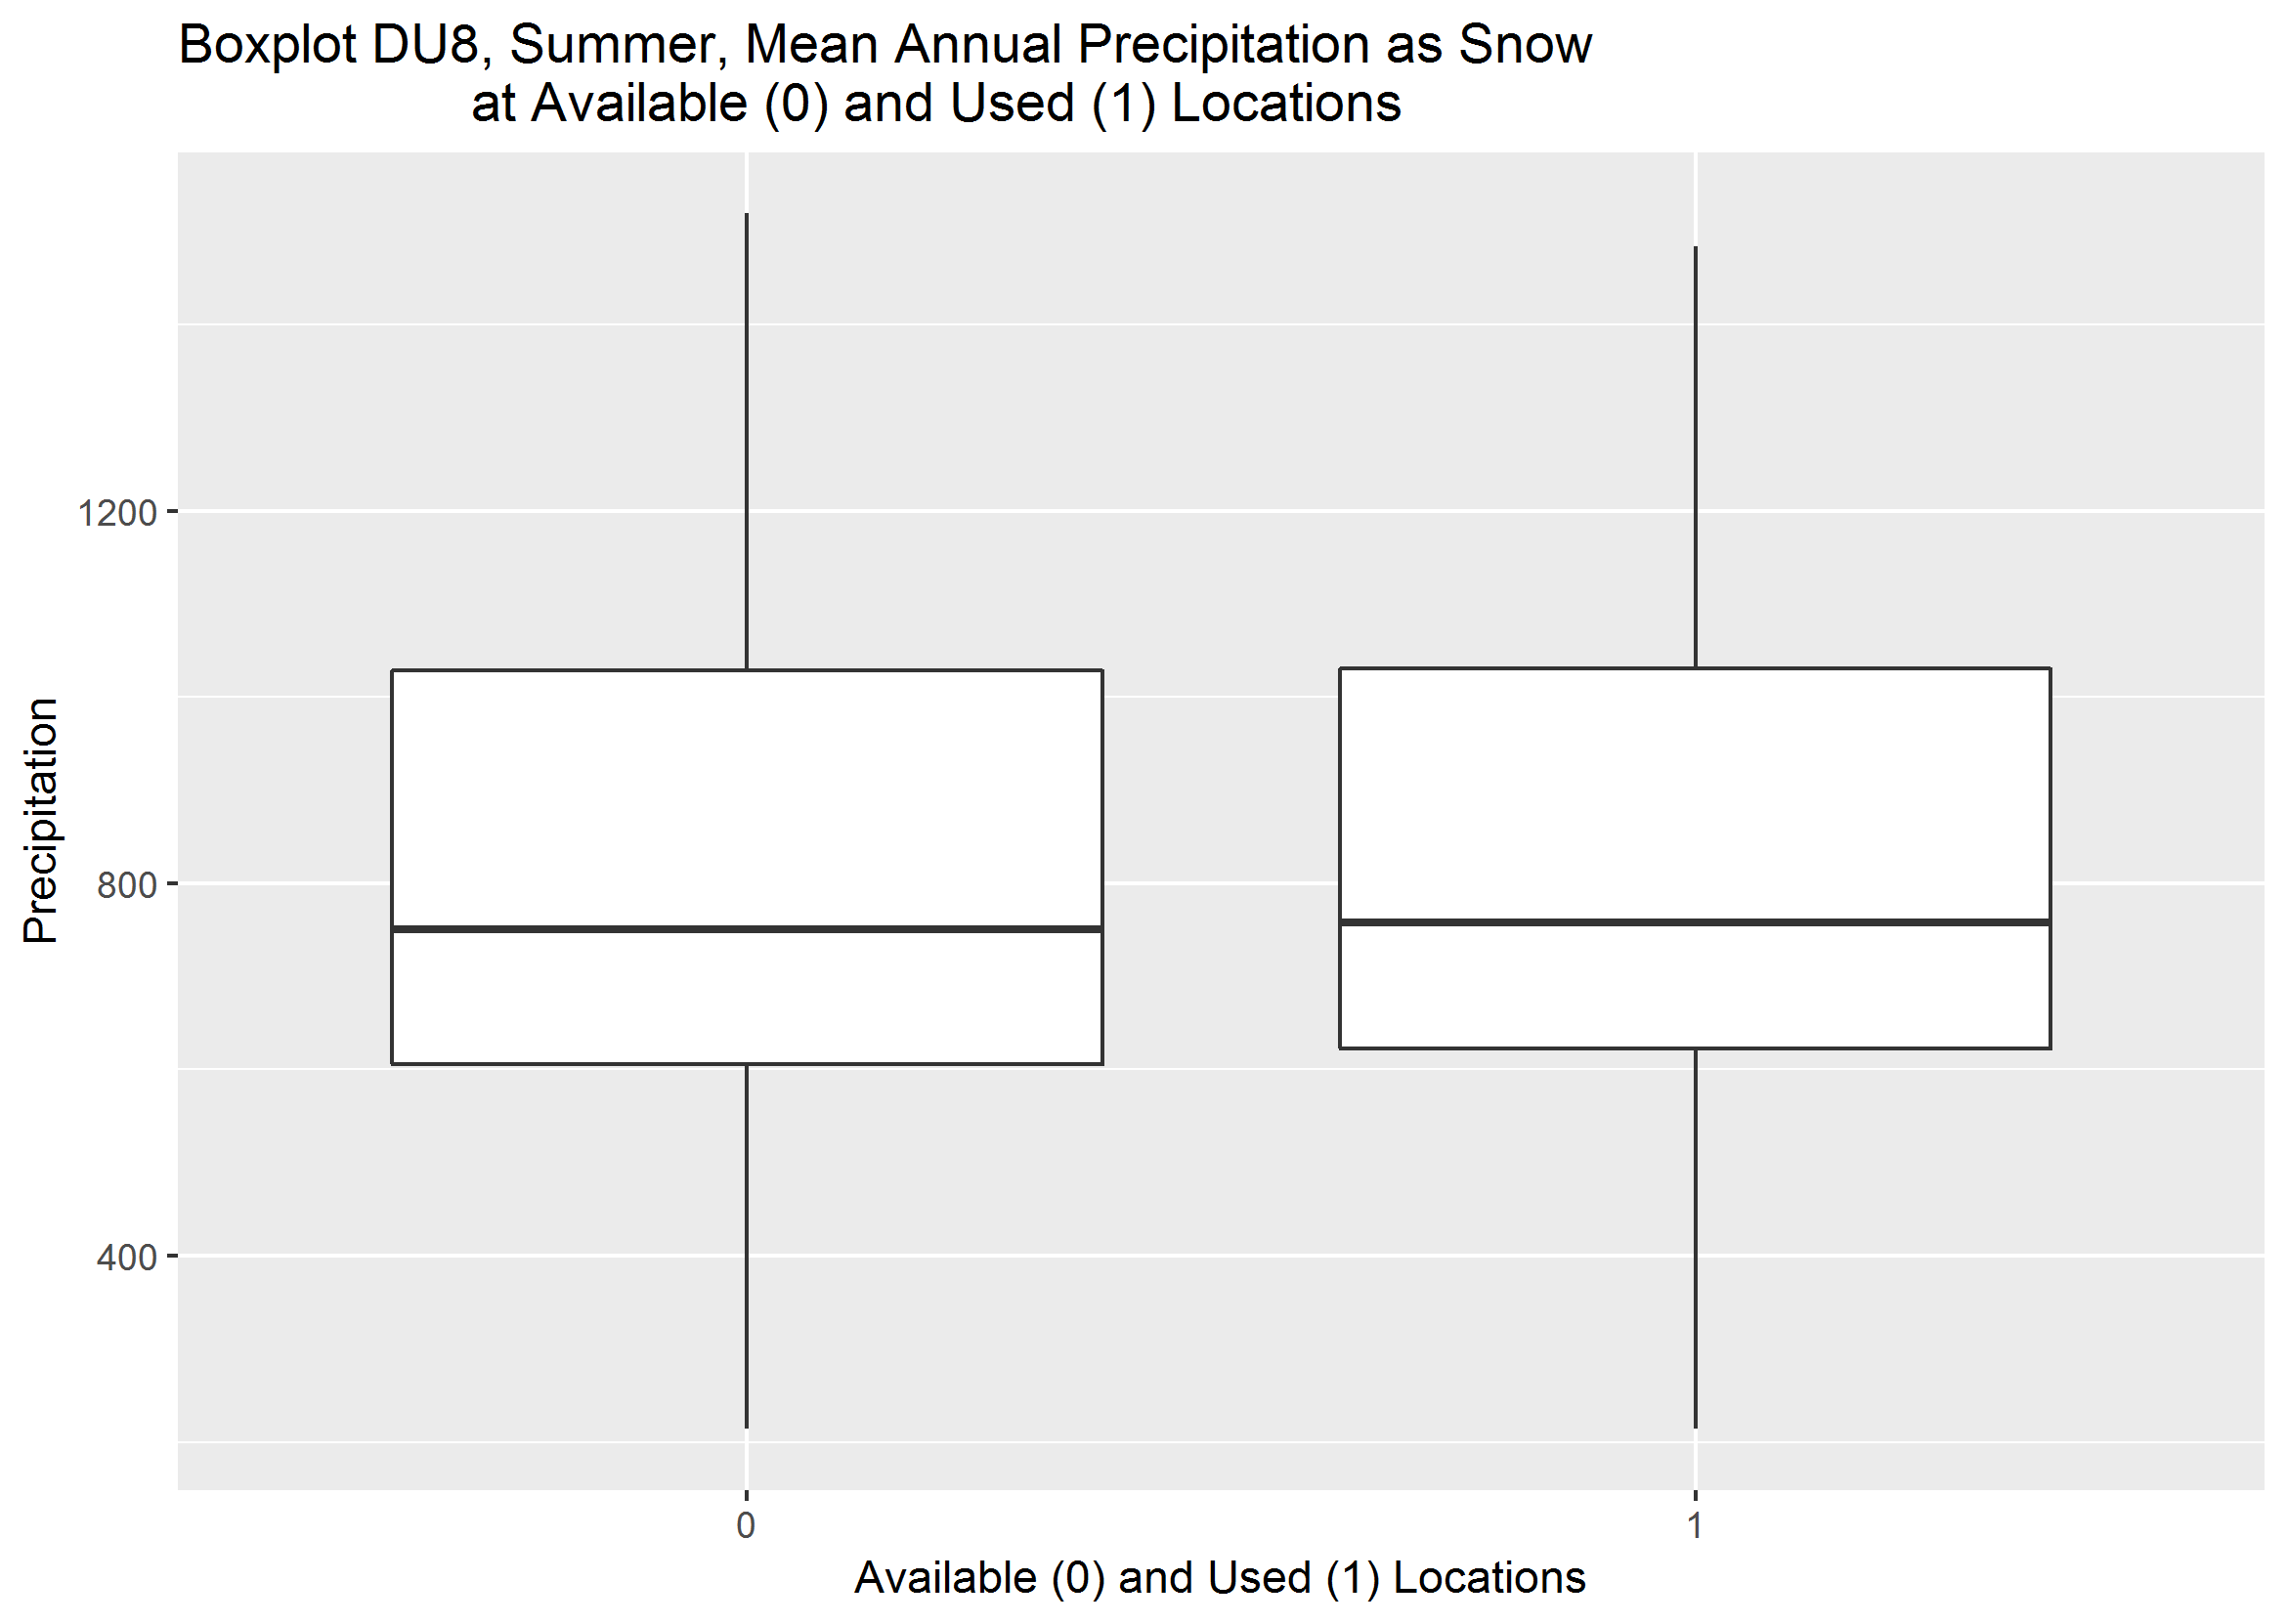 Boxplot DU8, Summer, Mean Annual Precipitation as Snow
at Available (0) and Used (1) Locations
Precipitation
1200
800
400
0
1
Available (0) and Used (1) Locations